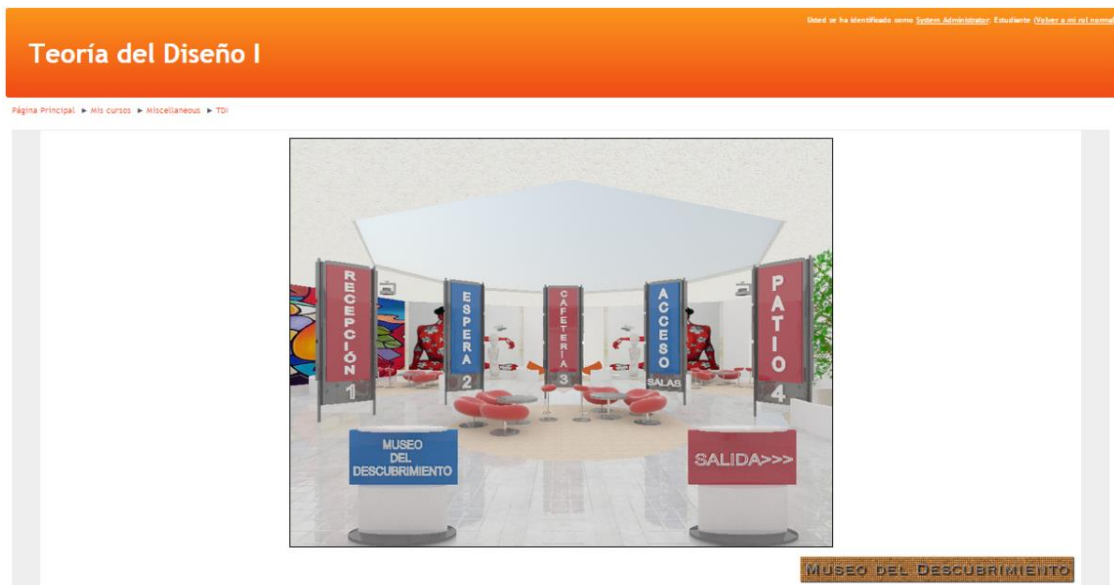 Usted se ha identificado como System Administrator: Estudiante (Volver a mi rol normal
Teoría del Diseño I
Página Principal ► Mis cursos ► Miscellaneous ► TDI
RECEPCIÓN
1
ESPERA
2
CAFETERÍA
3
ACCESO
SALAS
PATIO
4
MUSEO
DEL
DESCUBRIMIENTO
SALIDA>>>
MUSEO DEL DESCUBRIMIENTO